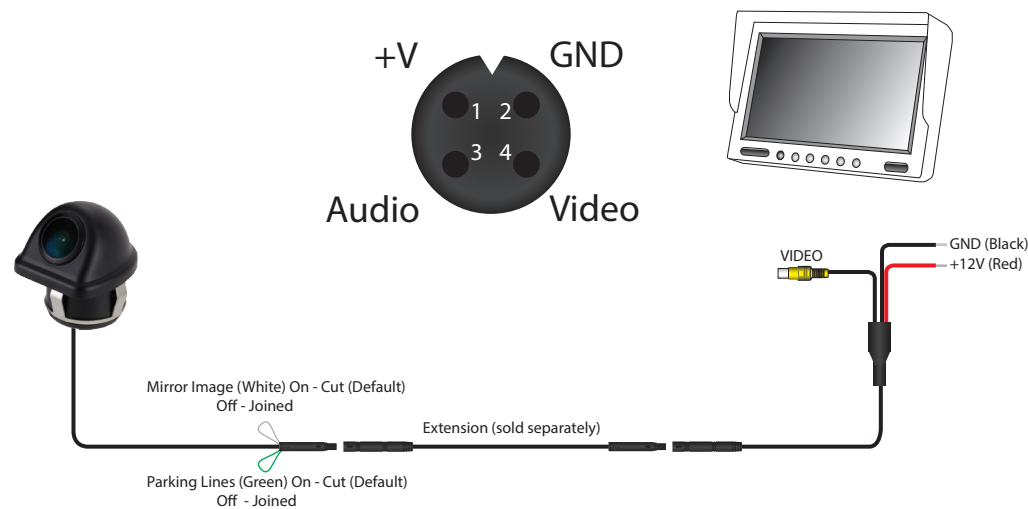 +V
GND
1 2
3 4
Audio
Video
VIDEO
GND (Black)
+12V (Red)
Mirror Image (White) On - Cut (Default)
Off - Joined
Extension (sold separately)
Parking Lines (Green) On - Cut (Default)
Off - Joined